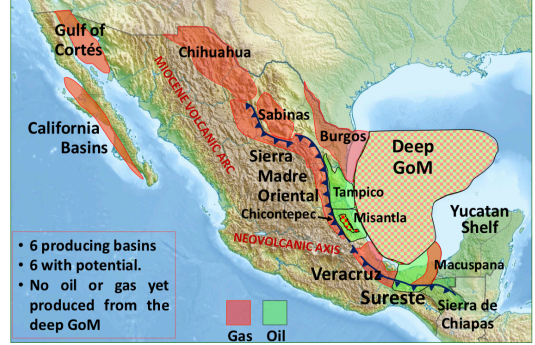 Gulf of
Cortés
Chihuahua
MIOCENE VOLCANIC ARC
California
Basins
Sabinas
Burgos
Deep
GoM
Sierra
Madre
Oriental
Tampico
Chicontepec
Misantla
Yucatan
Shelf
NEOVOLCANIC AXIS
Veracruz
Macuspana
Sureste
Sierra de
Chiapas
• 6 producing basins
• 6 with potential.
• No oil or gas yet
produced from the
deep GoM
Gas Oil